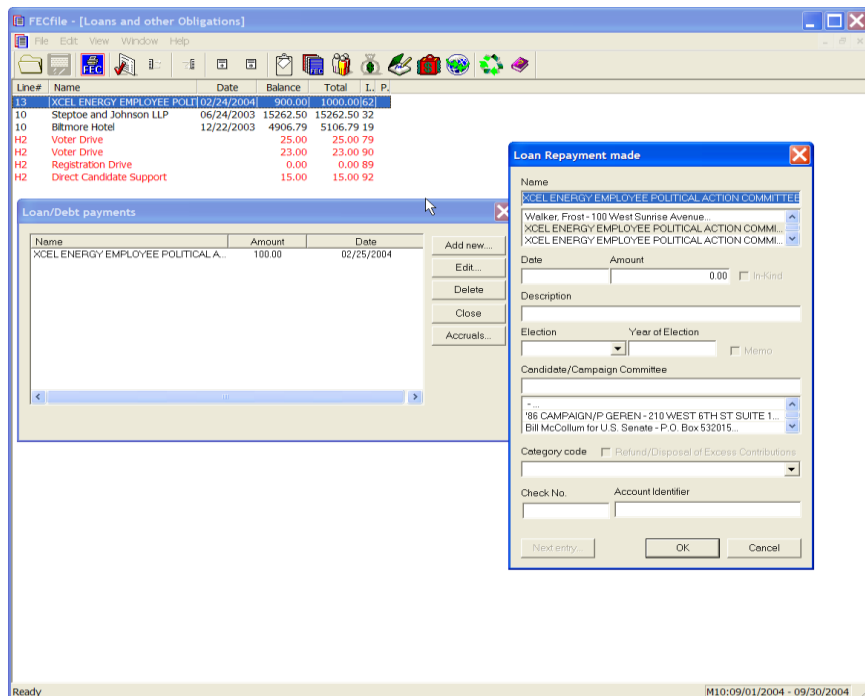 FECfile - [Loans and other Obligations]
File Edit View Window Help
FEC
Line# Name Date Balance Total I.. P.
13 XCEL ENERGY EMPLOYEE POLIT 02/24/2004 900.00 1000.00 62
10 Steptoe and Johnson LLP 06/24/2003 15262.50 15262.50 32
10 Biltmore Hotel 12/22/2003 4906.79 5106.79 19
H2 Voter Drive 25.00 25.00 79
H2 Voter Drive 23.00 23.00 90
H2 Registration Drive 0.00 0.00 89
H2 Direct Candidate Support 15.00 15.00 92
Loan/Debt payments
Name Amount Date
XCEL ENERGY EMPLOYEE POLITICAL A... 100.00 02/25/2004
Add new....
Edit...
Delete
Close
Accruals...
Loan Repayment made
Name
XCEL ENERGY EMPLOYEE POLITICAL ACTION COMMITTEE
Walker, Frost - 100 West Sunrise Avenue...
XCEL ENERGY EMPLOYEE POLITICAL ACTION COMMI...
XCEL ENERGY EMPLOYEE POLITICAL ACTION COMMI...
Date Amount
0.00 In-Kind
Description
Election Year of Election
Memo
Candidate/Campaign Committee
- ...
'86 CAMPAIGN/P GEREN - 210 WEST 6TH ST SUITE 1...
Bill McCollum for U.S. Senate - P.O. Box 532015...
Category code Refund/Disposal of Excess Contributions
Check No. Account Identifier
Next entry... OK Cancel
Ready M10:09/01/2004 - 09/30/2004